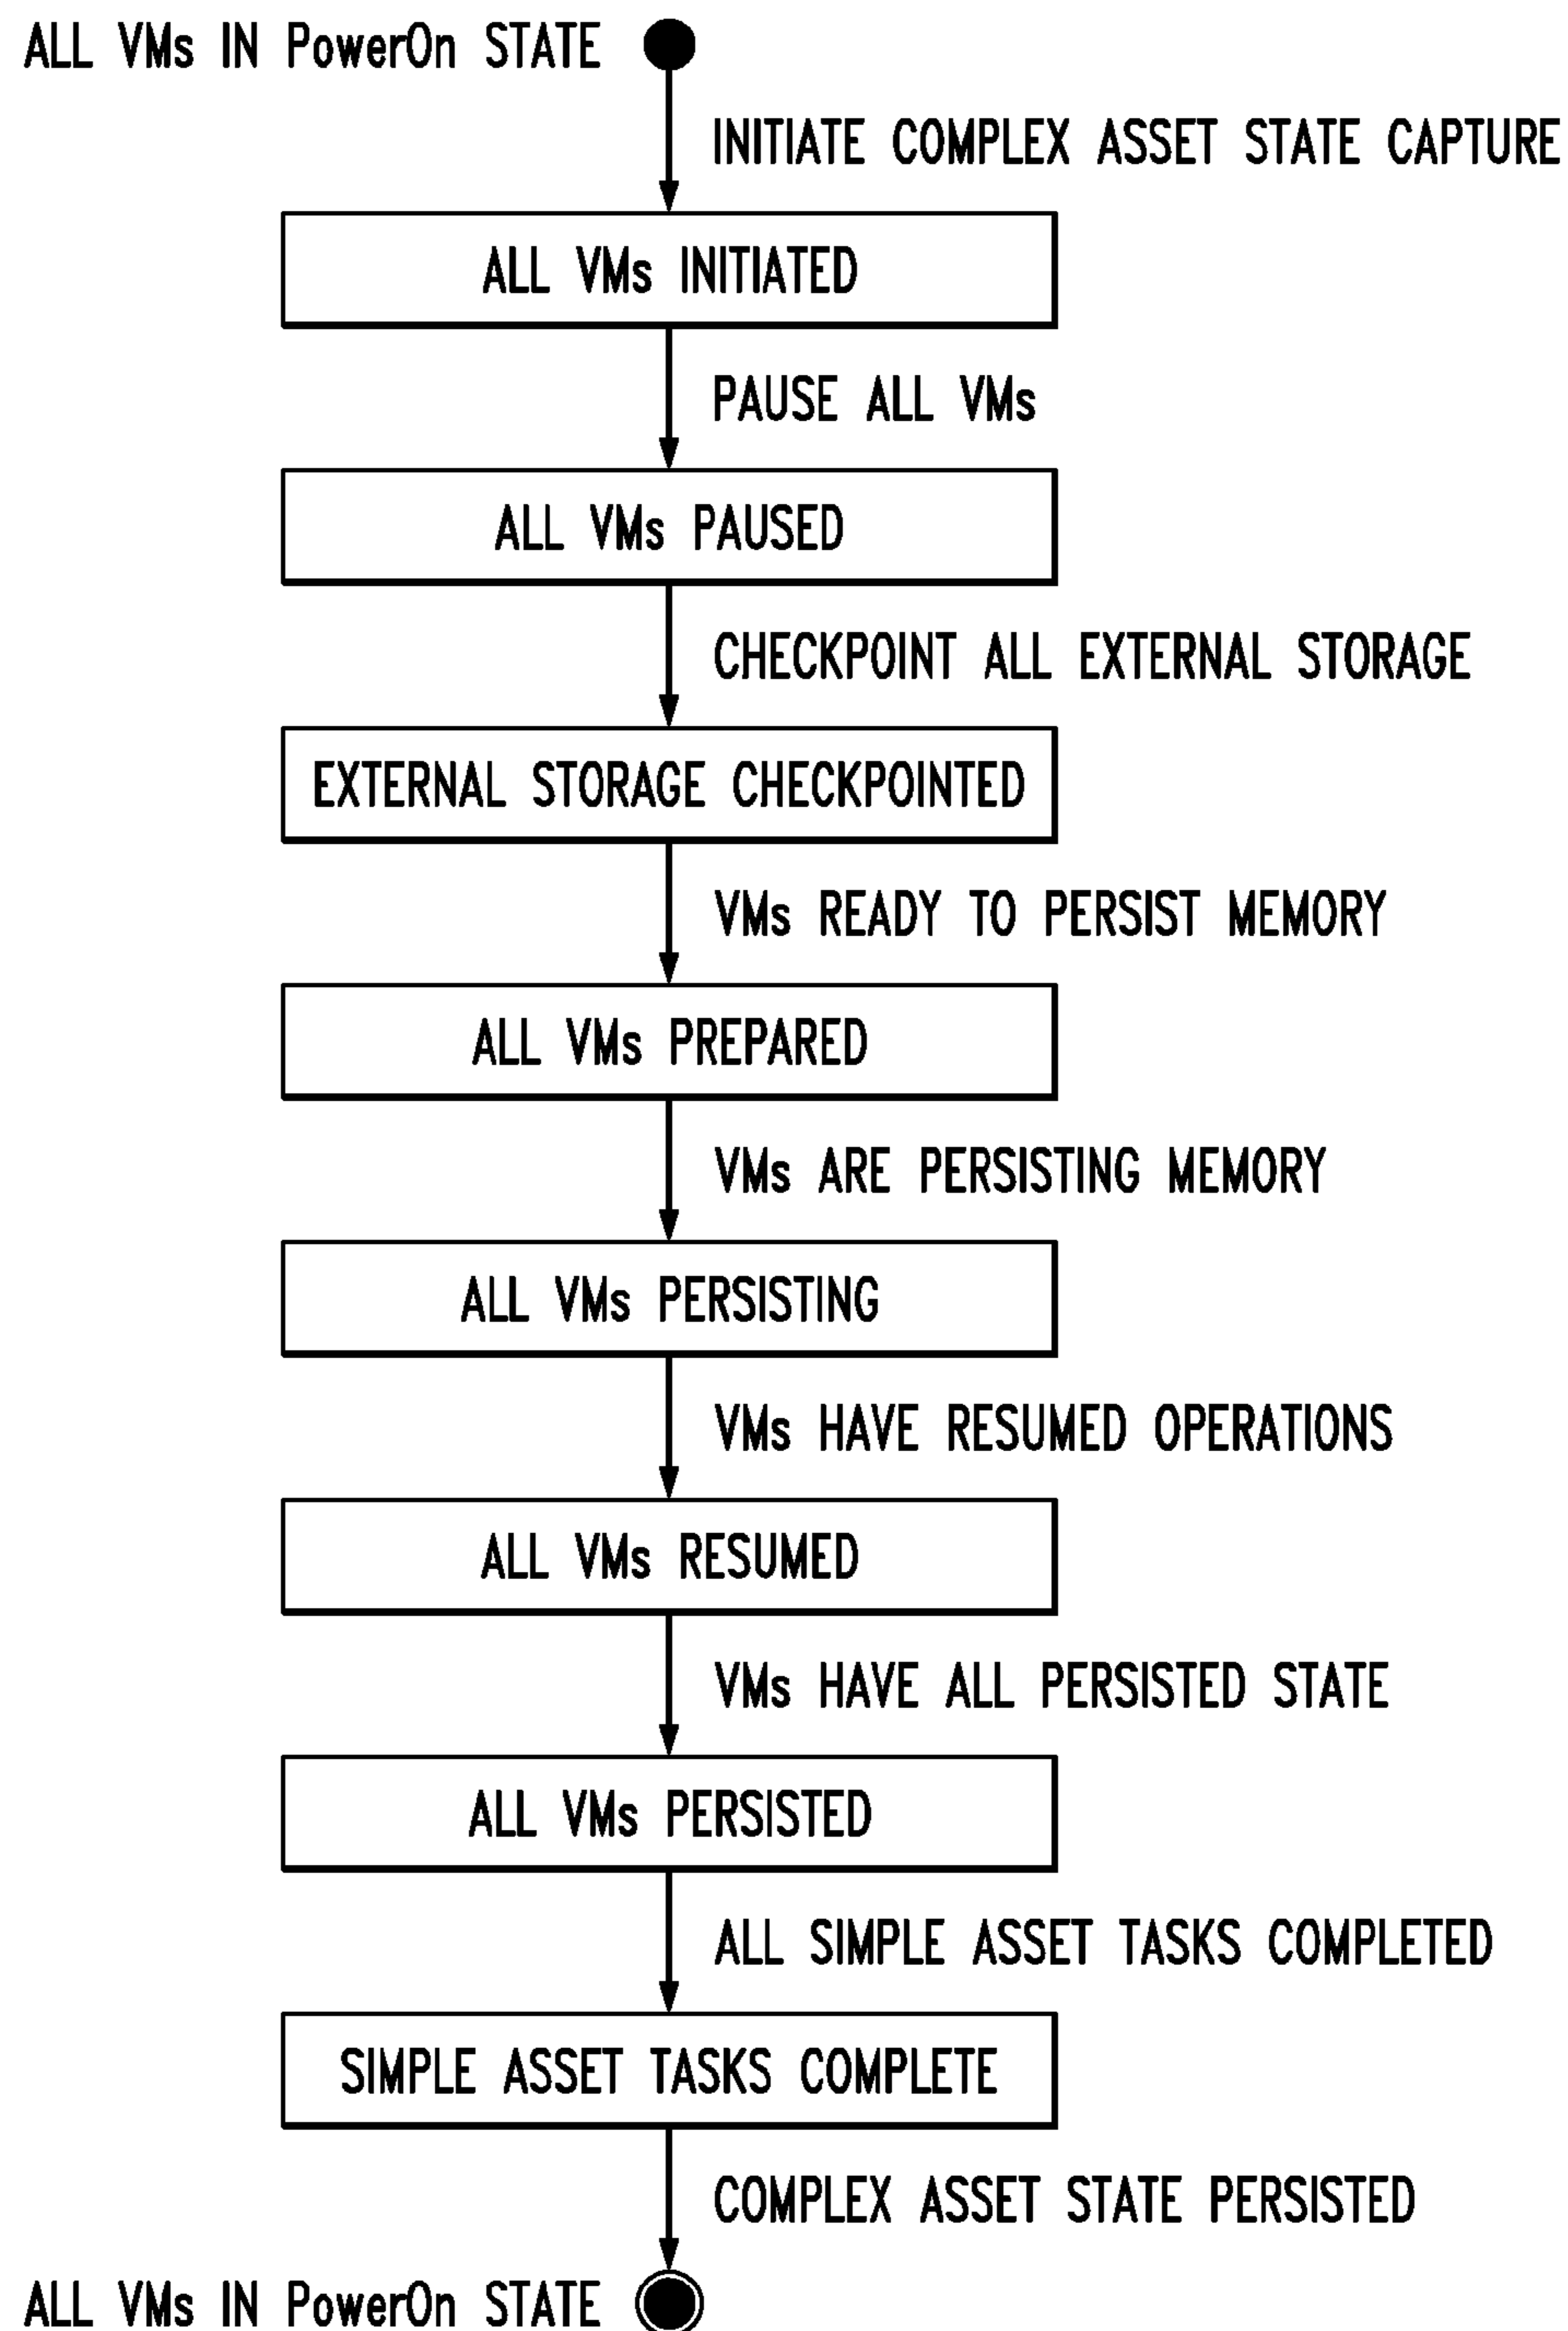 ALL VMs IN PowerOn STATE
INITIATE COMPLEX ASSET STATE CAPTURE
ALL VMs INITIATED
PAUSE ALL VMs
ALL VMs PAUSED
CHECKPOINT ALL EXTERNAL STORAGE
EXTERNAL STORAGE CHECKPOINTED
VMs READY TO PERSIST MEMORY
ALL VMs PREPARED
VMs ARE PERSISTING MEMORY
ALL VMs PERSISTING
VMs HAVE RESUMED OPERATIONS
ALL VMs RESUMED
VMs HAVE ALL PERSISTED STATE
ALL VMs PERSISTED
ALL SIMPLE ASSET TASKS COMPLETED
SIMPLE ASSET TASKS COMPLETE
COMPLEX ASSET STATE PERSISTED
ALL VMs IN PowerOn STATE